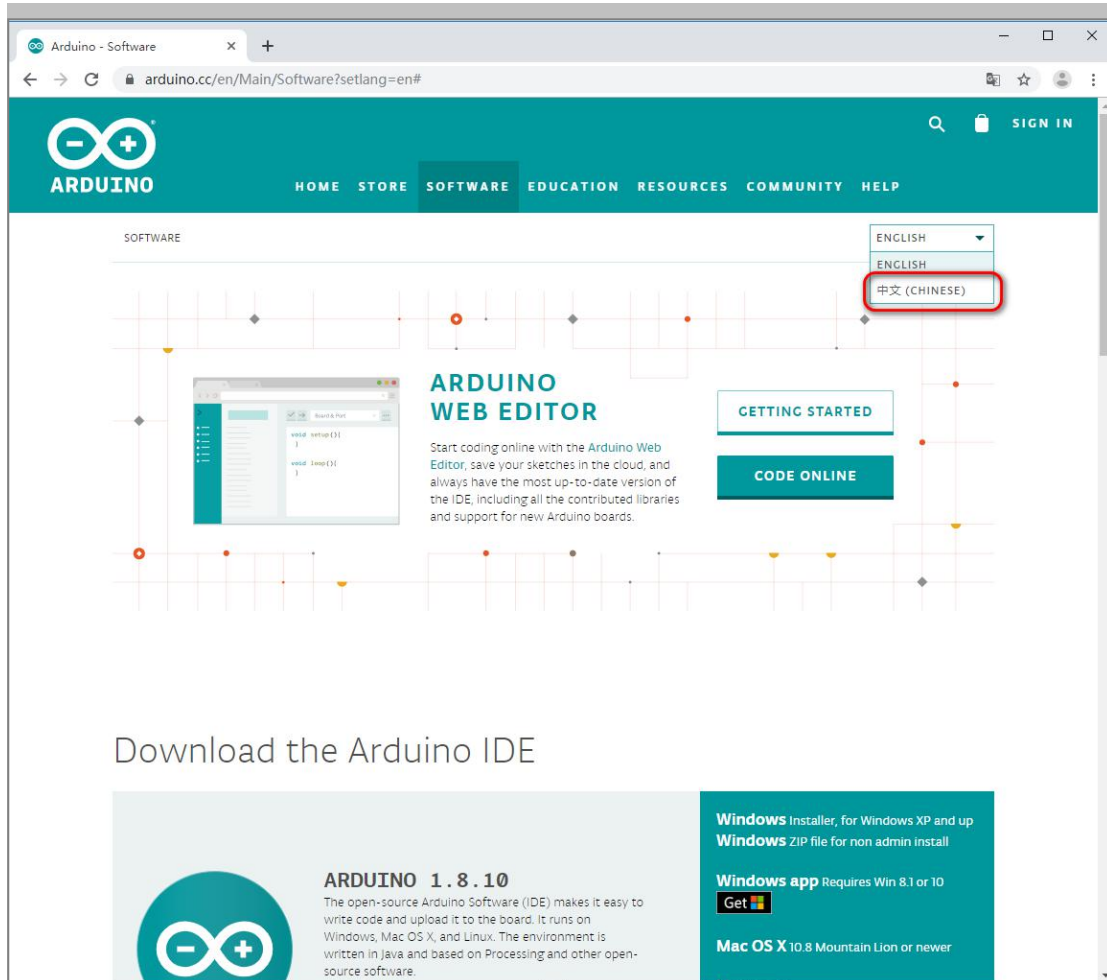 Arduino - Software
arduino.cc/en/Main/Software?setlang=en#
SIGN IN
ARDUINO
HOME STORE SOFTWARE EDUCATION RESOURCES COMMUNITY HELP
SOFTWARE
ENGLISH
ENGLISH
中文 (CHINESE)
ARDUINO
WEB EDITOR
Start coding online with the Arduino Web
Editor, save your sketches in the cloud, and
always have the most up-to-date version of
the IDE, including all the contributed libraries
and support for new Arduino boards.
Board & Port
void setup(){
}
void loop(){
}
GETTING STARTED
CODE ONLINE
Download the Arduino IDE
ARDUINO 1.8.10
The open-source Arduino Software (IDE) makes it easy to
write code and upload it to the board. It runs on
Windows, Mac OS X, and Linux. The environment is
written in Java and based on Processing and other open-
source software.
Windows Installer, for Windows XP and up
Windows ZIP file for non admin install
Windows app Requires Win 8.1 or 10
Get
Mac OS X 10.8 Mountain Lion or newer